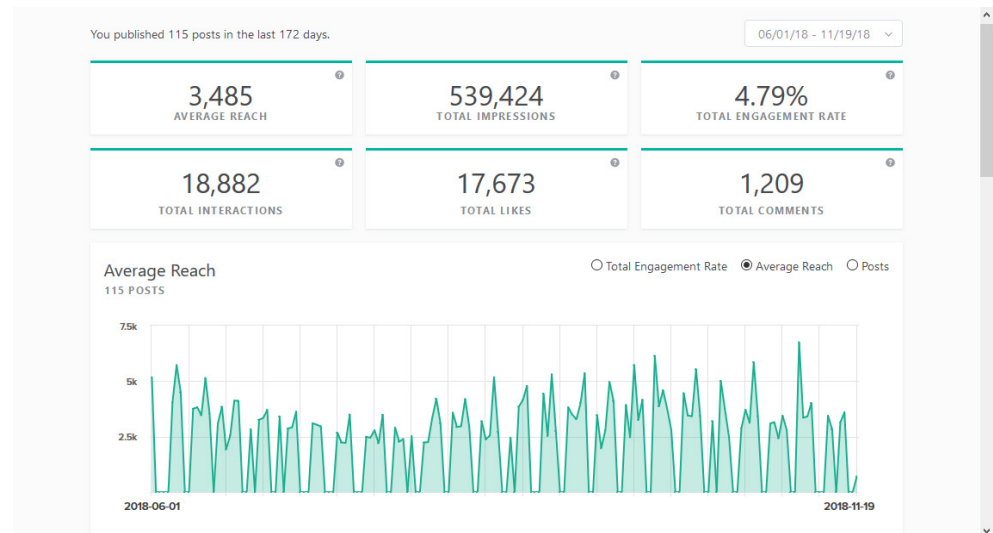 You published 115 posts in the last 172 days.
06/01/18 - 11/19/18
3,485
AVERAGE REACH
539,424
TOTAL IMPRESSIONS
4.79%
TOTAL ENGAGEMENT RATE
18,882
TOTAL INTERACTIONS
17,673
TOTAL LIKES
1,209
TOTAL COMMENTS
Average Reach
115 POSTS
Total Engagement Rate
Average Reach
Posts
7.5k
5k
2.5k
2018-06-01
2018-11-19